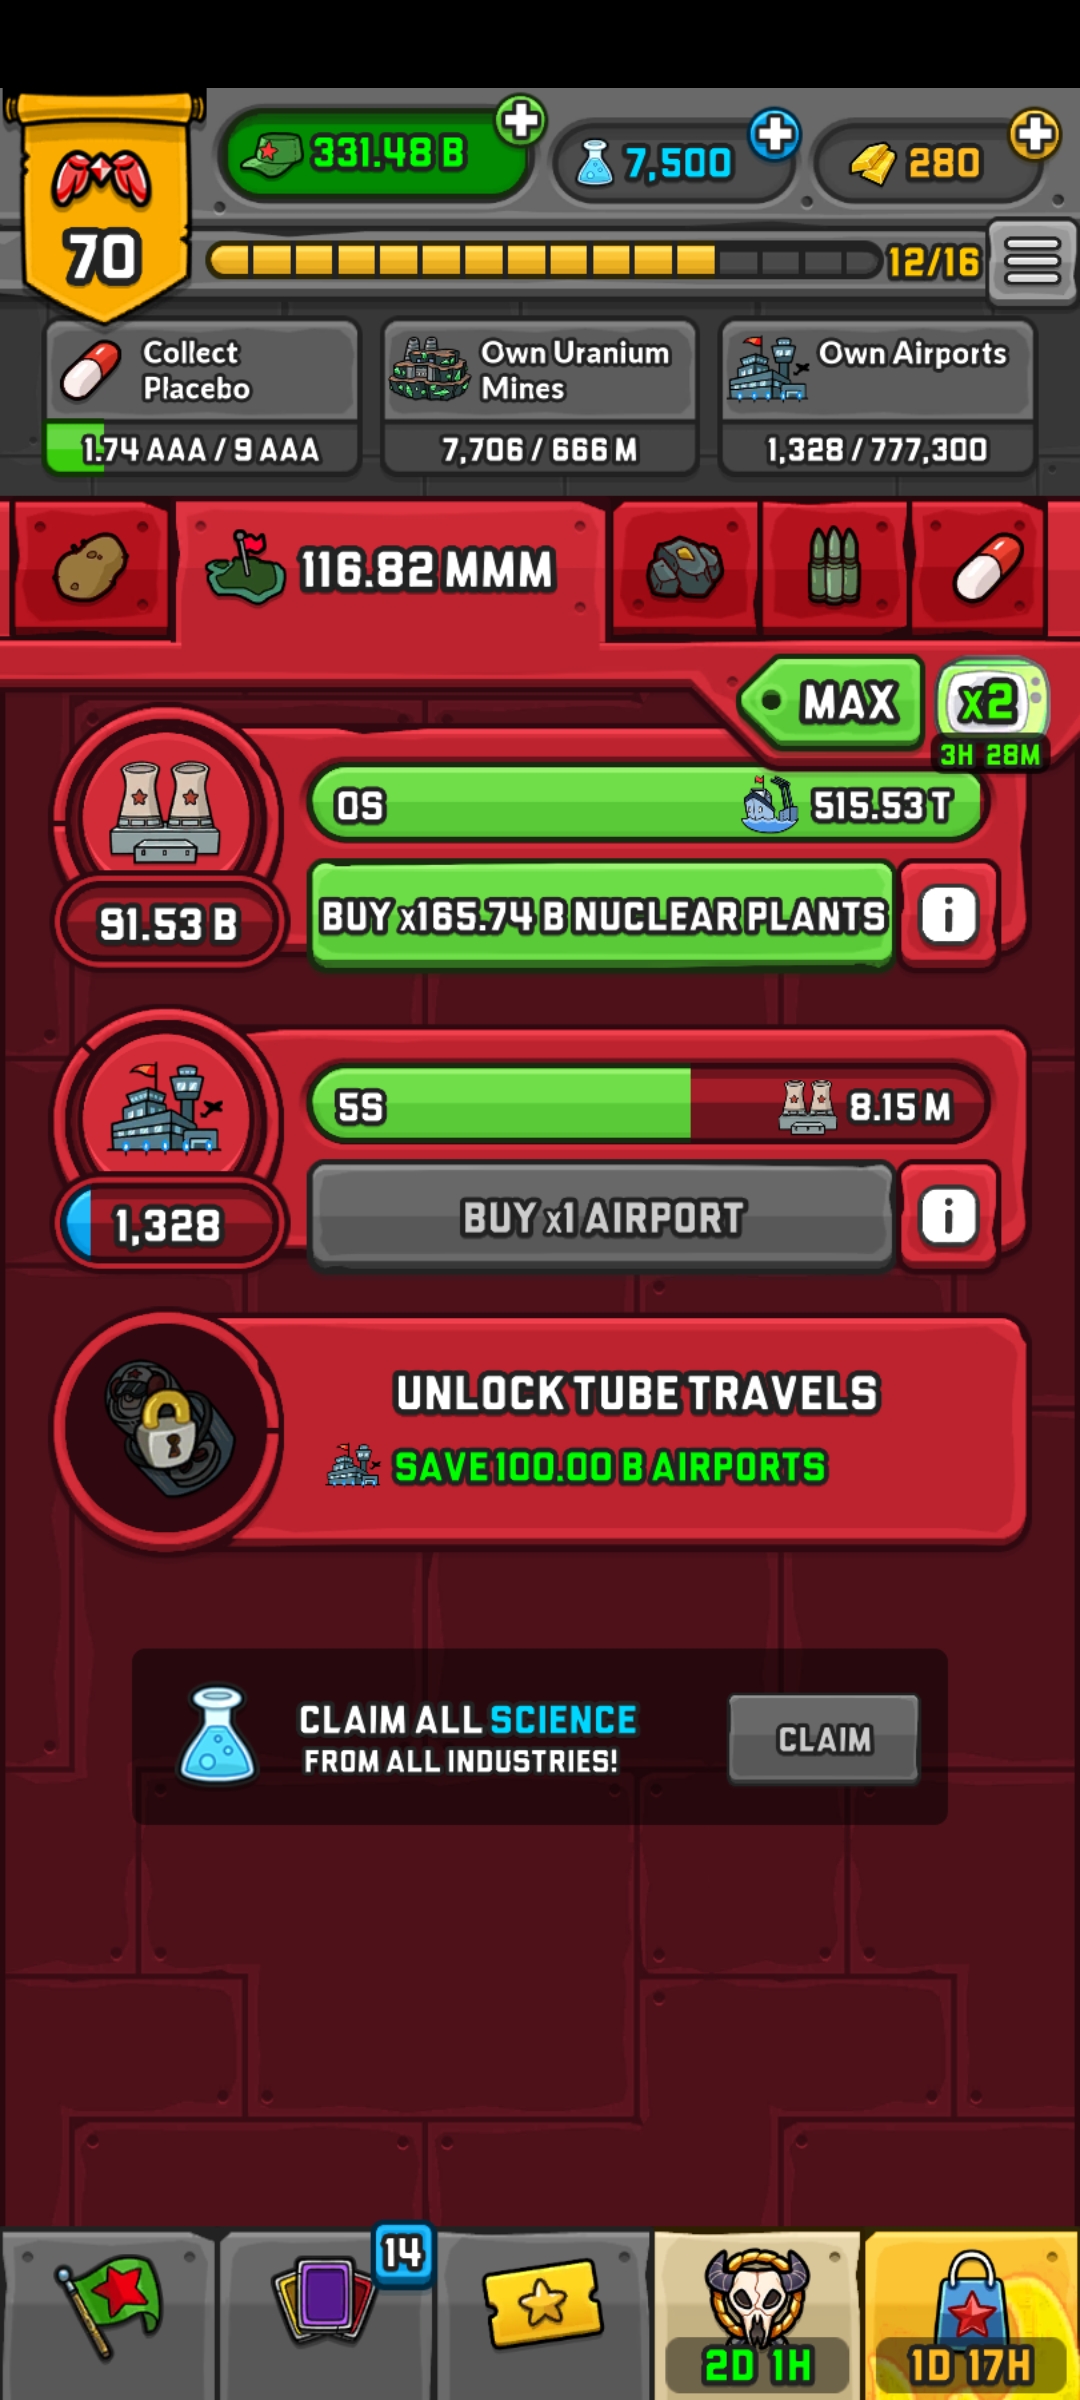 331.48 B
7,500
280
70
12/16
Collect
Placebo
1.74 AAA / 9 AAA
Own Uranium
Mines
7,706 / 666 M
Own Airports
1,328 / 777,300
116.82 MMM
MAX
x2
3H 28M
0S
515.53 T
91.53 B
BUY x165.74 B NUCLEAR PLANTS
i
5S
8.15 M
1,328
BUY x1 AIRPORT
i
UNLOCK TUBE TRAVELS
SAVE 100.00 B AIRPORTS
CLAIM ALL SCIENCE
FROM ALL INDUSTRIES!
CLAIM
14
2D 1H
1D 17H